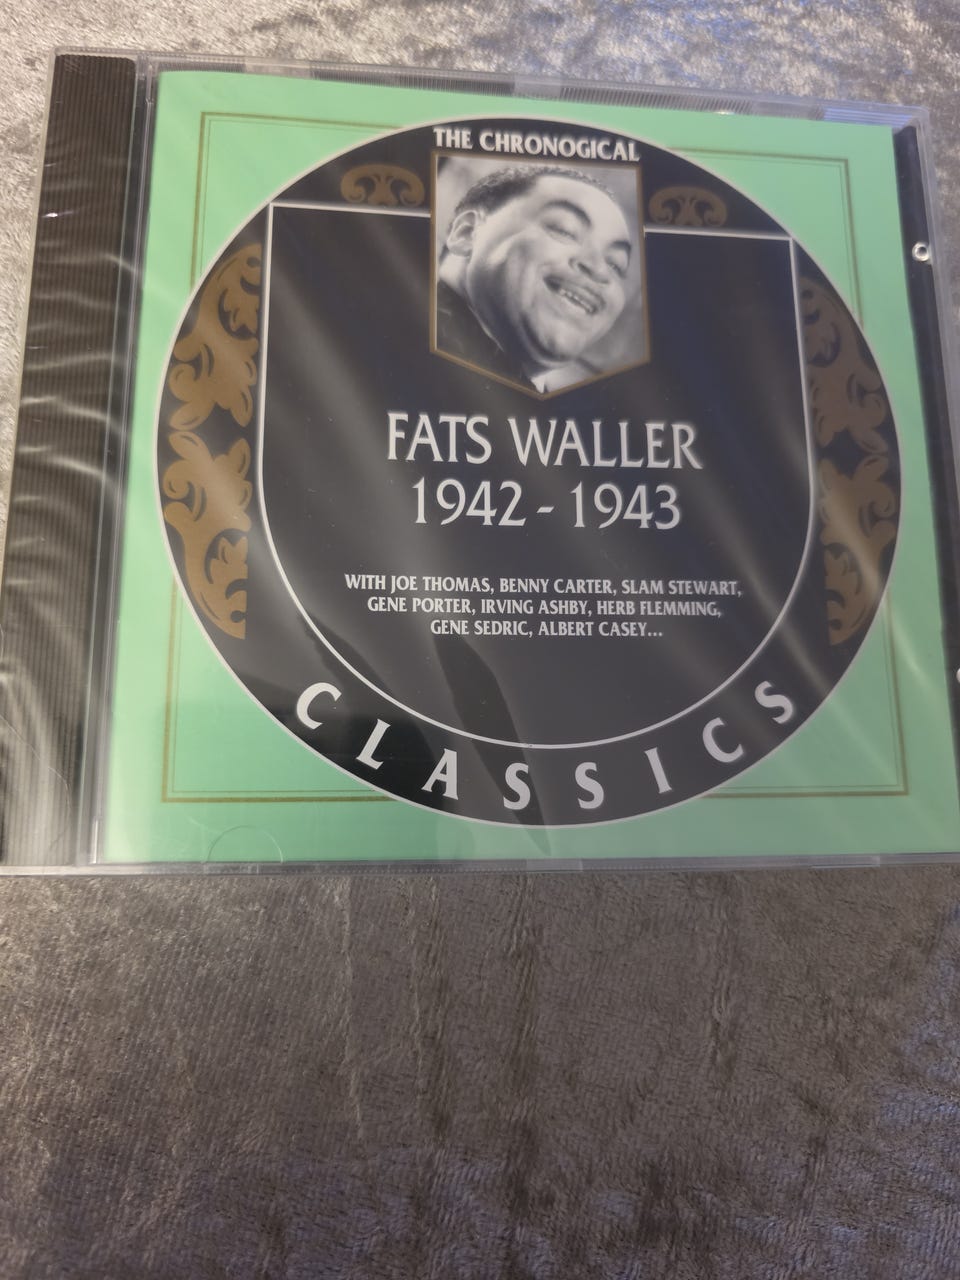 THE CHRONOGICAL
FATS WALLER
1942 - 1943
WITH JOE THOMAS, BENNY CARTER, SLAM STEWART,
GENE PORTER, IRVING ASHBY, HERB FLEMMING,
GENE SEDRIC, ALBERT CASEY...
CLASSICS